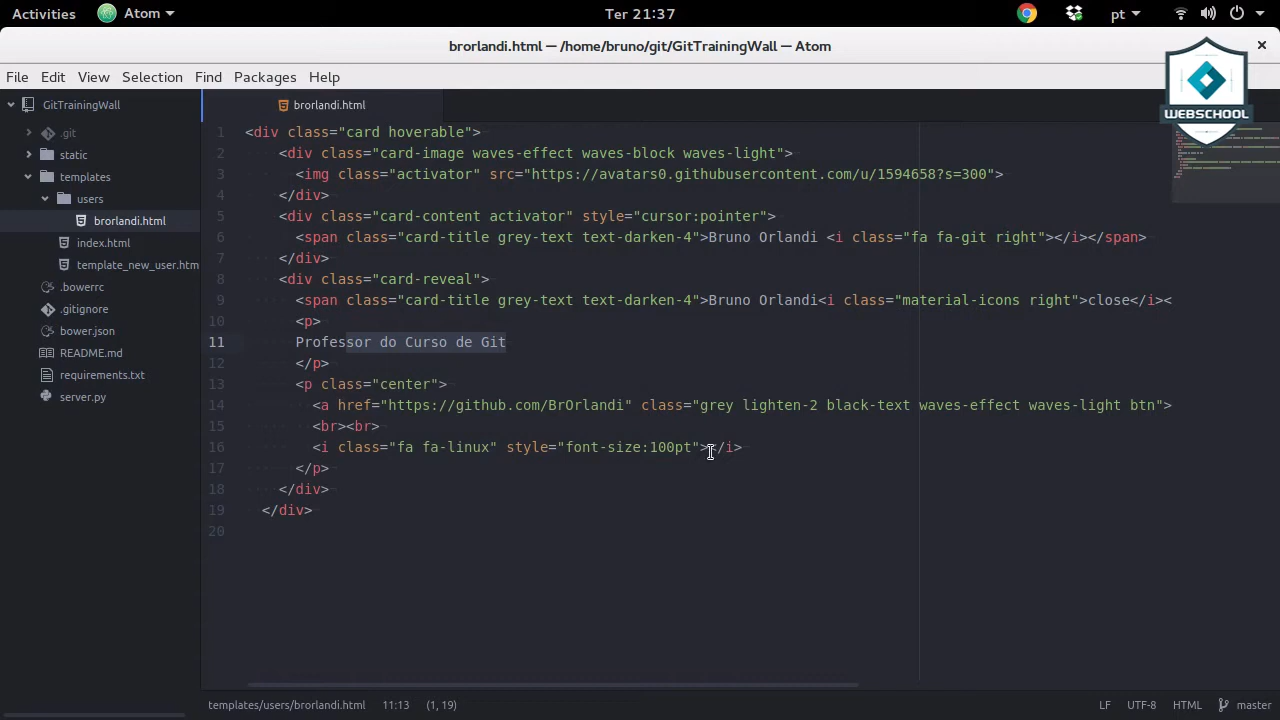 Activities
Atom
Ter 21:37
pt
brorlandi.html — /home/bruno/git/GitTrainingWall — Atom
WEBSCHOOL
File Edit View Selection Find Packages Help
GitTrainingWall
.git
static
templates
users
brorlandi.html
index.html
template_new_user.htm
.bowerrc
.gitignore
bower.json
README.md
requirements.txt
server.py
brorlandi.html
1 <div class="card hoverable">
2 <div class="card-image waves-effect waves-block waves-light">
3 <img class="activator" src="https://avatars0.githubusercontent.com/u/1594658?s=300">
4 </div>
5 <div class="card-content activator" style="cursor:pointer">
6 <span class="card-title grey-text text-darken-4">Bruno Orlandi <i class="fa fa-git right"></i></span>
7 </div>
8 <div class="card-reveal">
9 <span class="card-title grey-text text-darken-4">Bruno Orlandi<i class="material-icons right">close</i><
10 <p>
11 Professor do Curso de Git
12 </p>
13 <p class="center">
14 <a href="https://github.com/BrOrlandi" class="grey lighten-2 black-text waves-effect waves-light btn">
15 <br><br>
16 <i class="fa fa-linux" style="font-size:100pt"></i>
17 </p>
18 </div>
19 </div>
20
templates/users/brorlandi.html 11:13 (1, 19) LF UTF-8 HTML master